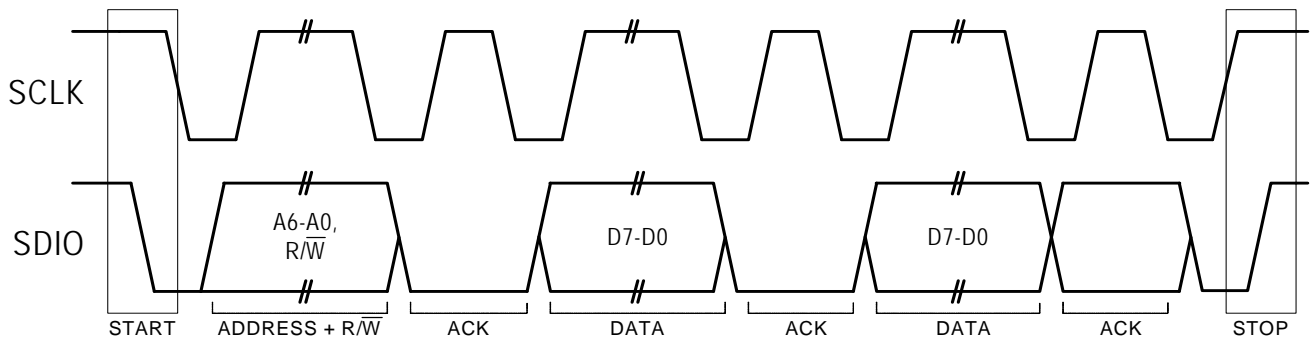 SCLK
SDIO
A6-A0,
R/W̅
D7-D0
D7-D0
START
ADDRESS + R/W̅
ACK
DATA
ACK
DATA
ACK
STOP